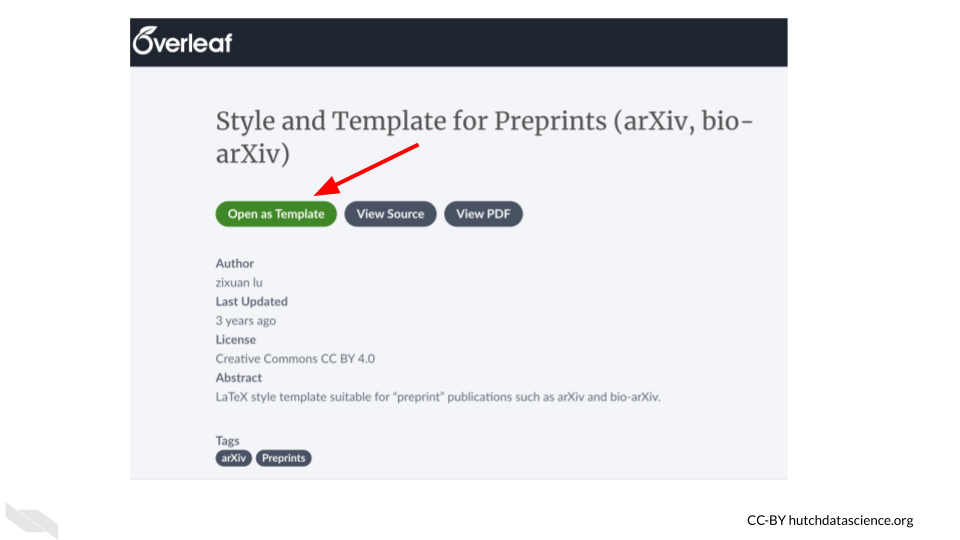 Overleaf
Style and Template for Preprints (arXiv, bio-
arXiv)
Open as Template View Source View PDF
Author
zixuan lu
Last Updated
3 years ago
License
Creative Commons CC BY 4.0
Abstract
LaTeX style template suitable for “preprint” publications such as arXiv and bio-arXiv.
Tags
arXiv Preprints
CC-BY hutchdatascience.org